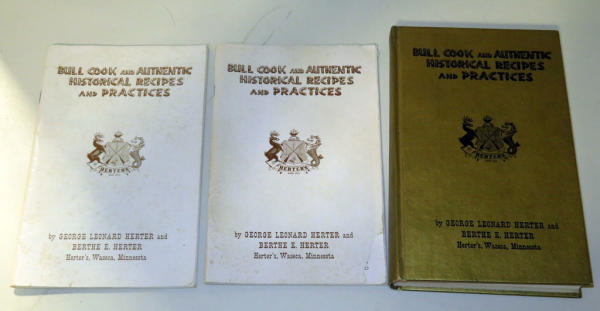 BULL COOK AND AUTHENTIC
HISTORICAL RECIPES
AND PRACTICES
HERTERS
by GEORGE LEONARD HERTER and
BERTHE E. HERTER
Herter's, Waseca, Minnesota
BULL COOK AND AUTHENTIC
HISTORICAL RECIPES
AND PRACTICES
HERTERS
by GEORGE LEONARD HERTER and
BERTHE E. HERTER
Herter's, Waseca, Minnesota
BULL COOK AND AUTHENTIC
HISTORICAL RECIPES
AND PRACTICES
HERTERS
by GEORGE LEONARD HERTER and
BERTHE E. HERTER
Herter's, Waseca, Minnesota